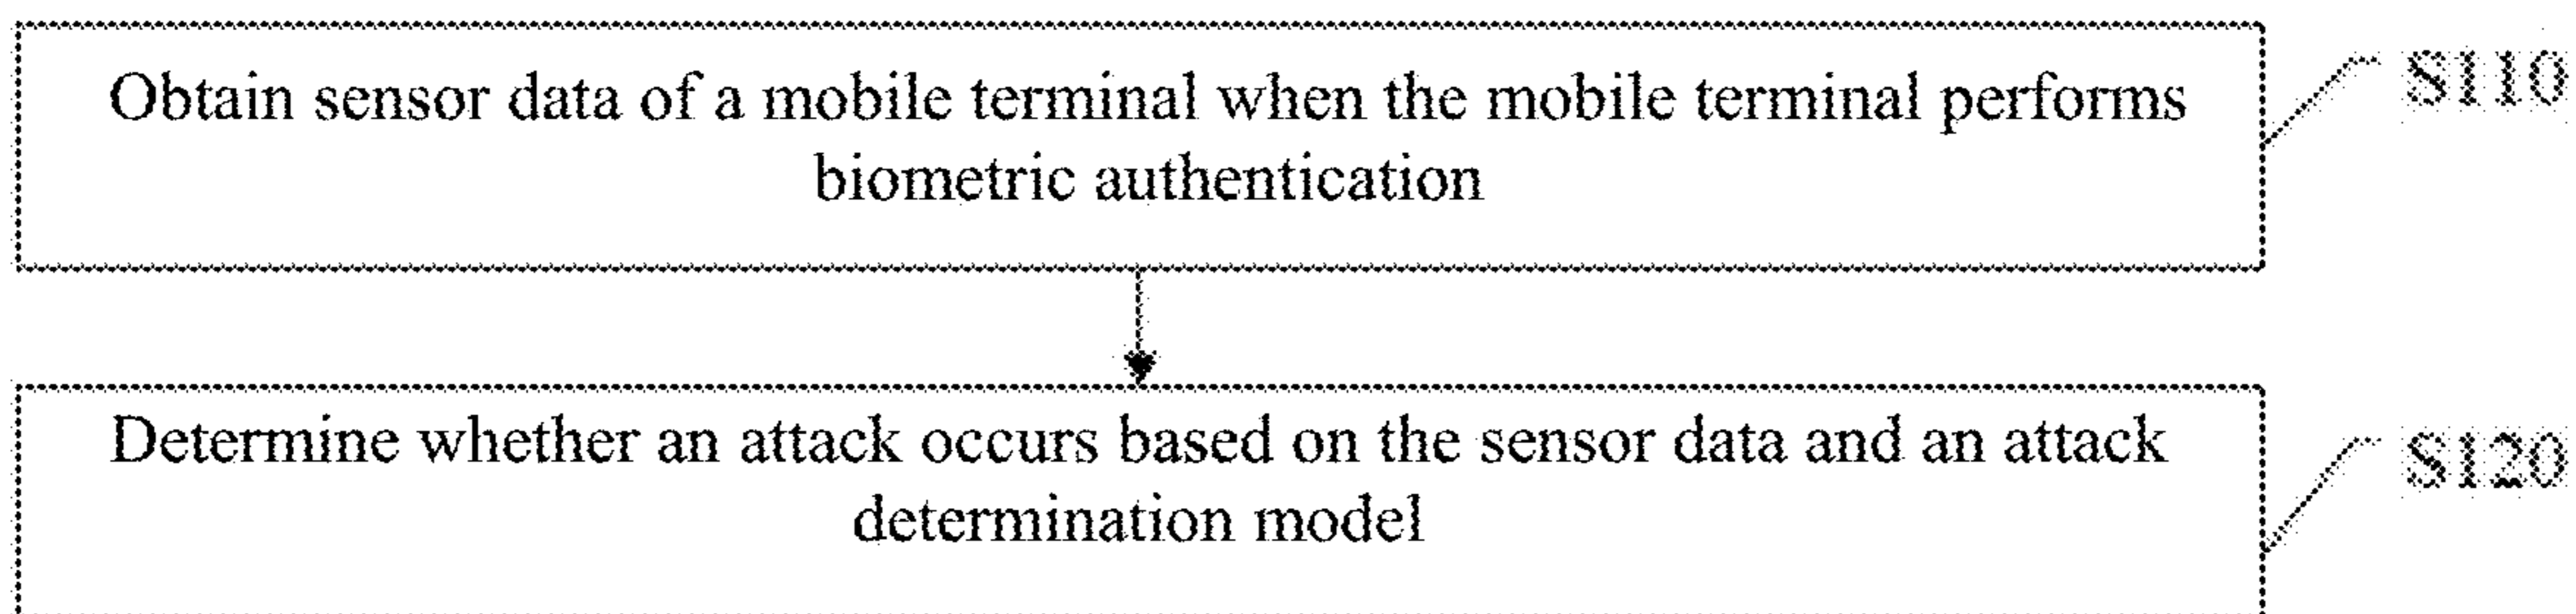 Obtain sensor data of a mobile terminal when the mobile terminal performs
biometric authentication
S110
Determine whether an attack occurs based on the sensor data and an attack
determination model
S120